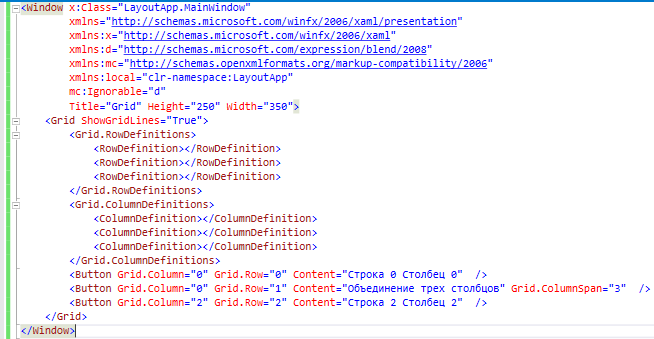 <Window x:Class="LayoutApp.MainWindow"
        xmlns="http://schemas.microsoft.com/winfx/2006/xaml/presentation"
        xmlns:x="http://schemas.microsoft.com/winfx/2006/xaml"
        xmlns:d="http://schemas.microsoft.com/expression/blend/2008"
        xmlns:mc="http://schemas.openxmlformats.org/markup-compatibility/2006"
        xmlns:local="clr-namespace:LayoutApp"
        mc:Ignorable="d"
        Title="Grid" Height="250" Width="350">
    <Grid ShowGridLines="True">
        <Grid.RowDefinitions>
            <RowDefinition></RowDefinition>
            <RowDefinition></RowDefinition>
            <RowDefinition></RowDefinition>
        </Grid.RowDefinitions>
        <Grid.ColumnDefinitions>
            <ColumnDefinition></ColumnDefinition>
            <ColumnDefinition></ColumnDefinition>
            <ColumnDefinition></ColumnDefinition>
        </Grid.ColumnDefinitions>
        <Button Grid.Column="0" Grid.Row="0" Content="Строка 0 Столбец 0"  />
        <Button Grid.Column="0" Grid.Row="1" Content="Объединение трех столбцов" Grid.ColumnSpan="3"  />
        <Button Grid.Column="2" Grid.Row="2" Content="Строка 2 Столбец 2"  />
    </Grid>
</Window>